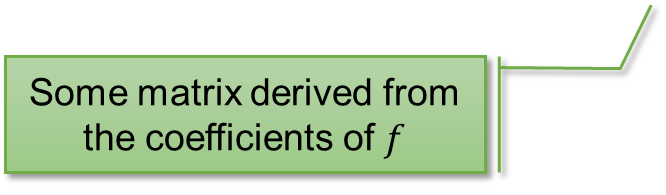 Some matrix derived from
the coefficients of f